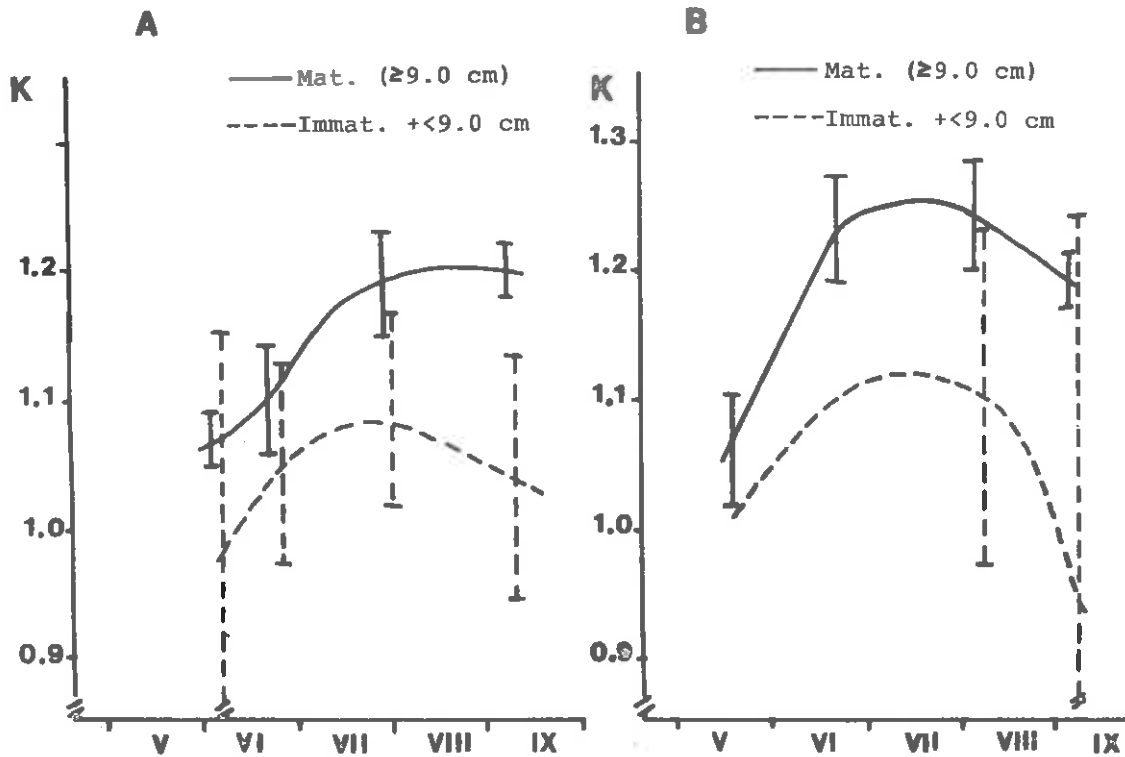 A
K
Mat. (≥9.0 cm)
Immat. +<9.0 cm
1.2
1.1
1.0
0.9
V VI VII VIII IX
B
K
Mat. (≥9.0 cm)
Immat. +<9.0 cm
1.3
1.2
1.1
1.0
0.9
V VI VII VIII IX